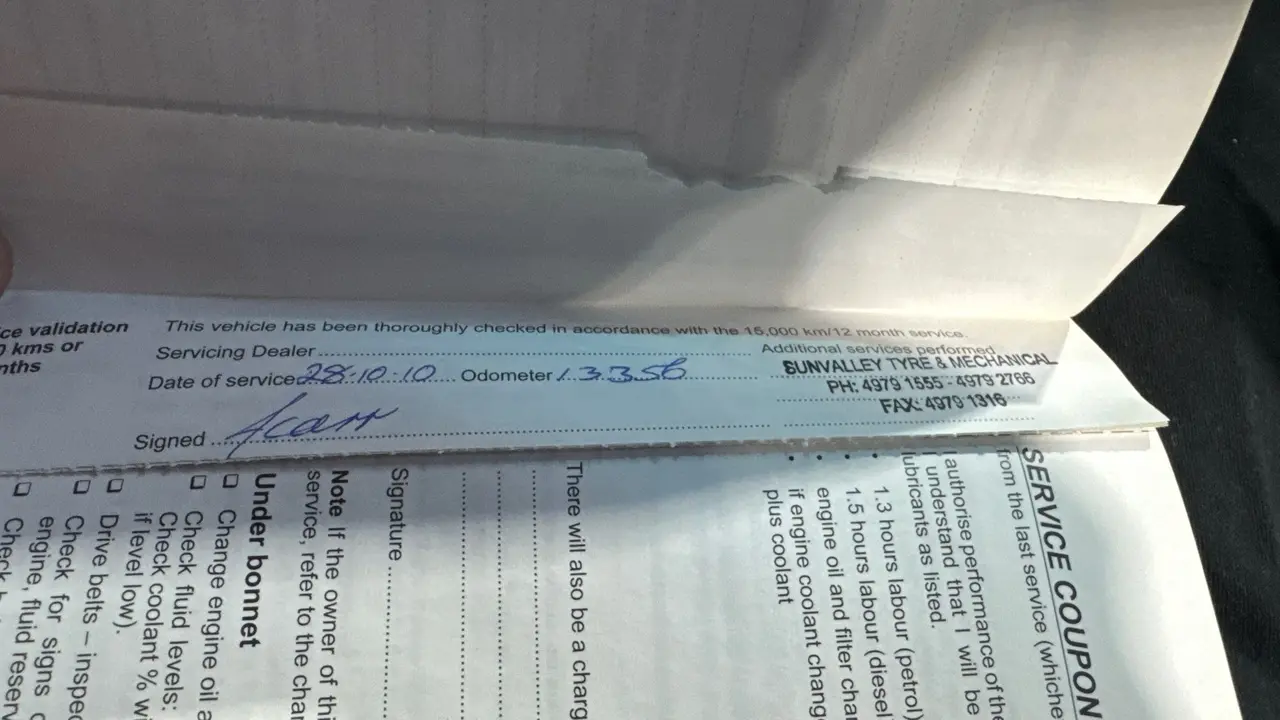 ce validation
0 kms or
nths
This vehicle has been thoroughly checked in accordance with the 15,000 km/12 month service.
Servicing Dealer
Date of service 28·10·10 Odometer 13356
Signed
Additional services performed
SUNVALLEY TYRE & MECHANICAL
PH: 4979 1555 - 4979 2766
FAX: 4979 1316
SERVICE COUPON
from the last service (whiche
I authorise performance of the
I understand that I will be
lubricants as listed.
• 1.3 hours labour (petrol)
• 1.5 hours labour (diesel
• engine oil and filter chan
• if engine coolant chang
plus coolant
There will also be a charg
Signature
Note If the owner of thi
service, refer to the char
Under bonnet
Change engine oil a
Check fluid levels:
Check coolant % wi
if level low).
Drive belts – inspec
Check for signs o
engine, fluid reserv
Check